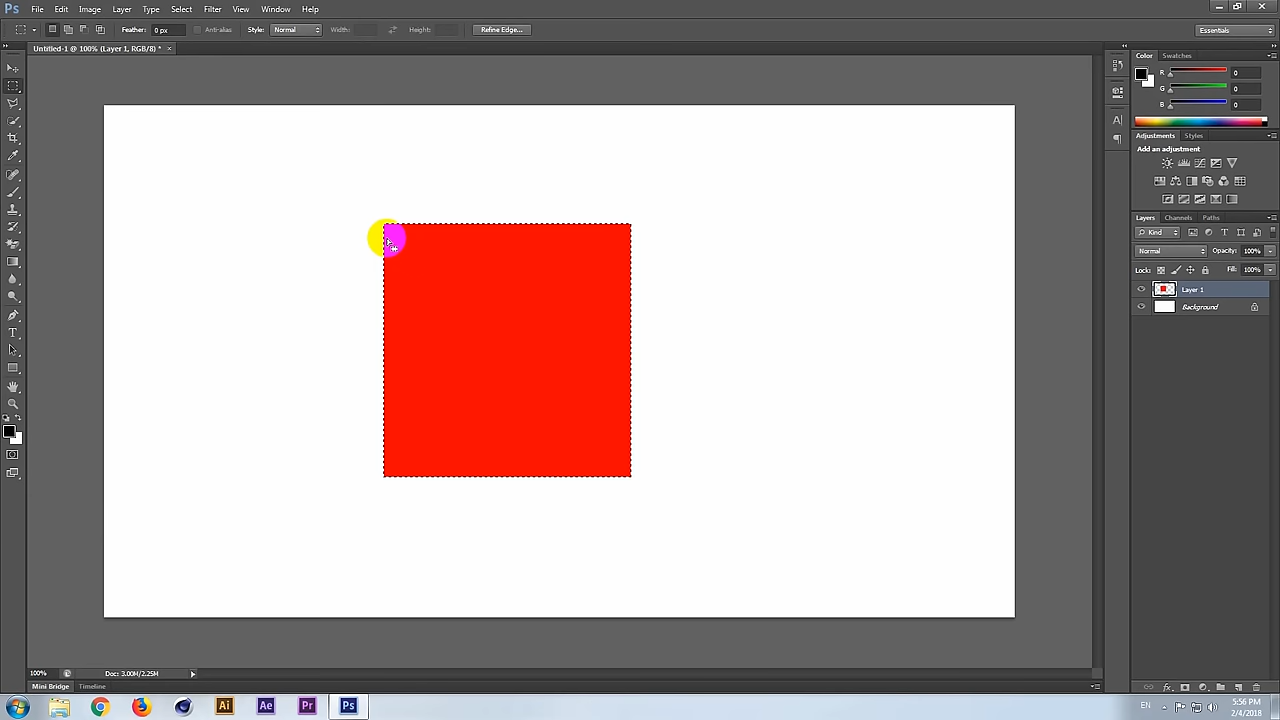 Ps File Edit Image Layer Type Select Filter View Window Help
Feather: 0 px Anti-alias Style: Normal Width: Height: Refine Edge... Essentials
Untitled-1 @ 100% (Layer 1, RGB/8) * ×
Color Swatches
R 0
G 0
B 0
Adjustments Styles
Add an adjustment
Layers Channels Paths
Kind
Normal Opacity: 100%
Lock: Fill: 100%
Layer 1
Background
100% Doc: 3.00M/2.25M
Mini Bridge Timeline
Ai Ae Pr Ps EN 5:56 PM
2/4/2018